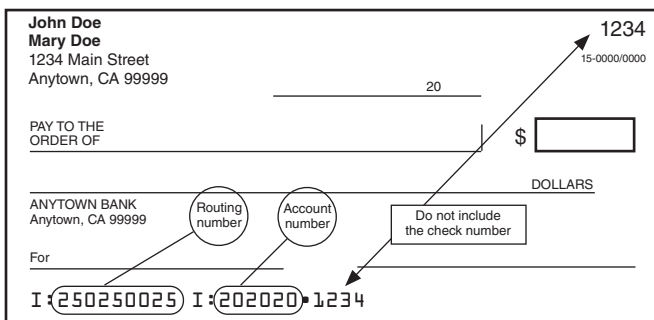 John Doe
1234
Mary Doe
1234 Main Street
15-0000/0000
Anytown, CA 99999
20
PAY TO THE
ORDER OF
$
DOLLARS
ANYTOWN BANK
Anytown, CA 99999
Routing
number
Account
number
Do not include
the check number
For
I:250250025 I:202020•1234